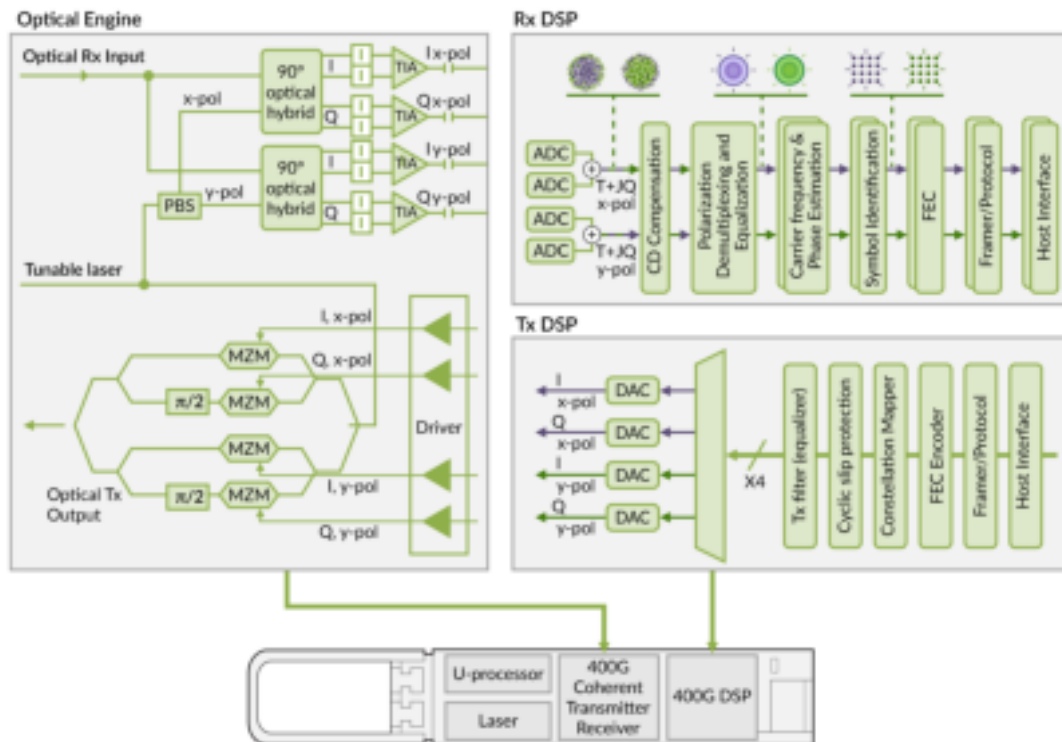 Optical Engine
Optical Rx Input
x-pol
y-pol
PBS
90°
optical
hybrid
I
Q
90°
optical
hybrid
I
Q
I
I
I
I
I
I
I
I
TIA
TIA
TIA
TIA
I x-pol
Q x-pol
I y-pol
Q y-pol
Tunable laser
I, x-pol
Q, x-pol
MZM
π/2
MZM
MZM
π/2
MZM
Driver
I, y-pol
Q, y-pol
Optical Tx
Output
Rx DSP
ADC
ADC
ADC
ADC
T+JQ
x-pol
T+JQ
y-pol
CD Compensation
Polarization
Demultiplexing and
Equalization
Carrier frequency &
Phase Estimation
Symbol Identification
FEC
Framer/Protocol
Host Interface
Tx DSP
I
x-pol
Q
x-pol
I
y-pol
Q
y-pol
DAC
DAC
DAC
DAC
X4
Tx filter (equalizer)
Cyclic slip protection
Constellation Mapper
FEC Encoder
Framer/Protocol
Host Interface
U-processor
Laser
400G
Coherent
Transmitter
Receiver
400G DSP